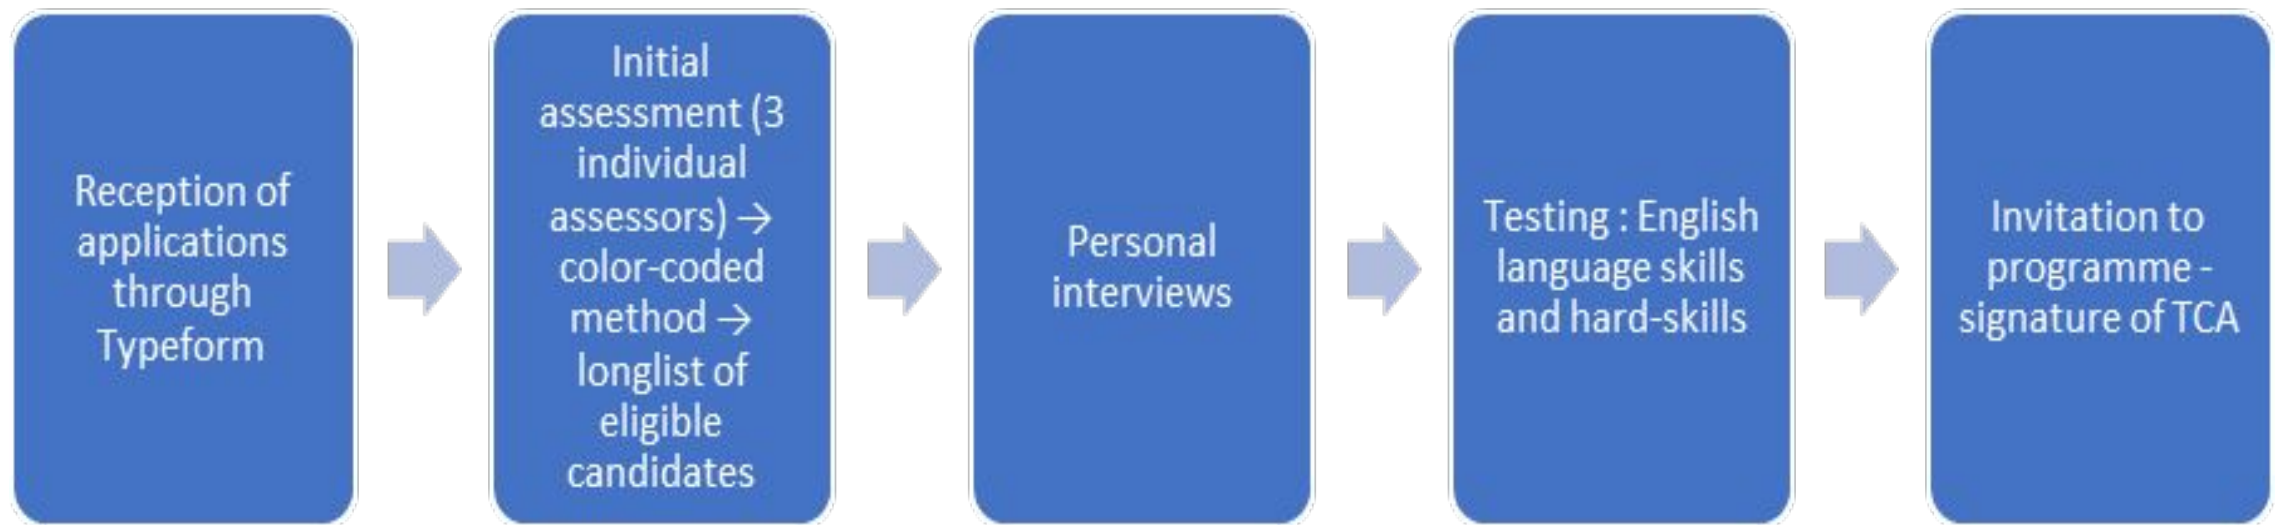 Reception of
applications
through
Typeform
Initial
assessment (3
individual
assessors) →
color-coded
method →
longlist of
eligible
candidates
Personal
interviews
Testing : English
language skills
and hard-skills
Invitation to
programme -
signature of TCA